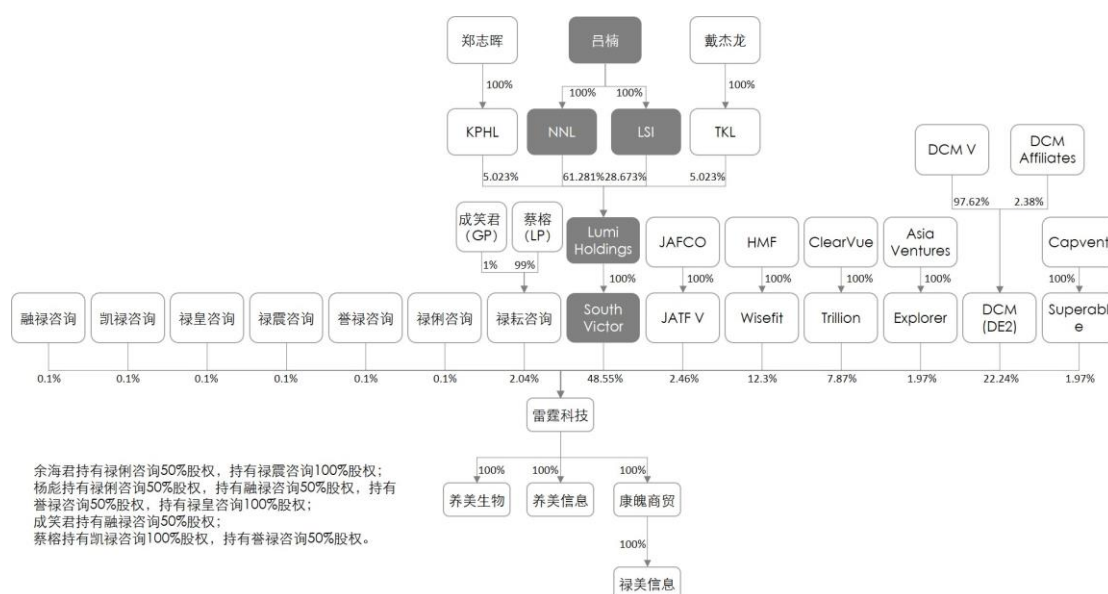 郑志晖
吕楠
戴杰龙
100%
100%
100%
100%
KPHL
NNL
LSI
TKL
DCM V
DCM
Affiliates
5.023%
61.281%
28.673%
5.023%
97.62%
2.38%
成笑君
（GP）
蔡榕
（LP）
Lumi
Holdings
JAFCO
HMF
ClearVue
Asia
Ventures
Capvent
1%
99%
100%
100%
100%
100%
100%
100%
融禄咨询
凯禄咨询
禄皇咨询
禄震咨询
誉禄咨询
禄俐咨询
禄耘咨询
South
Victor
JATF V
Wisefit
Trillion
Explorer
DCM
(DE2)
Superabl
e
0.1%
0.1%
0.1%
0.1%
0.1%
0.1%
2.04%
48.55%
2.46%
12.3%
7.87%
1.97%
22.24%
1.97%
雷霆科技
100%
100%
100%
养美生物
养美信息
康魄商贸
100%
禄美信息
余海君持有禄俐咨询50%股权，持有禄震咨询100%股权；
杨彪持有禄俐咨询50%股权，持有融禄咨询50%股权，持有
誉禄咨询50%股权，持有禄皇咨询100%股权；
成笑君持有融禄咨询50%股权；
蔡榕持有凯禄咨询100%股权，持有誉禄咨询50%股权。